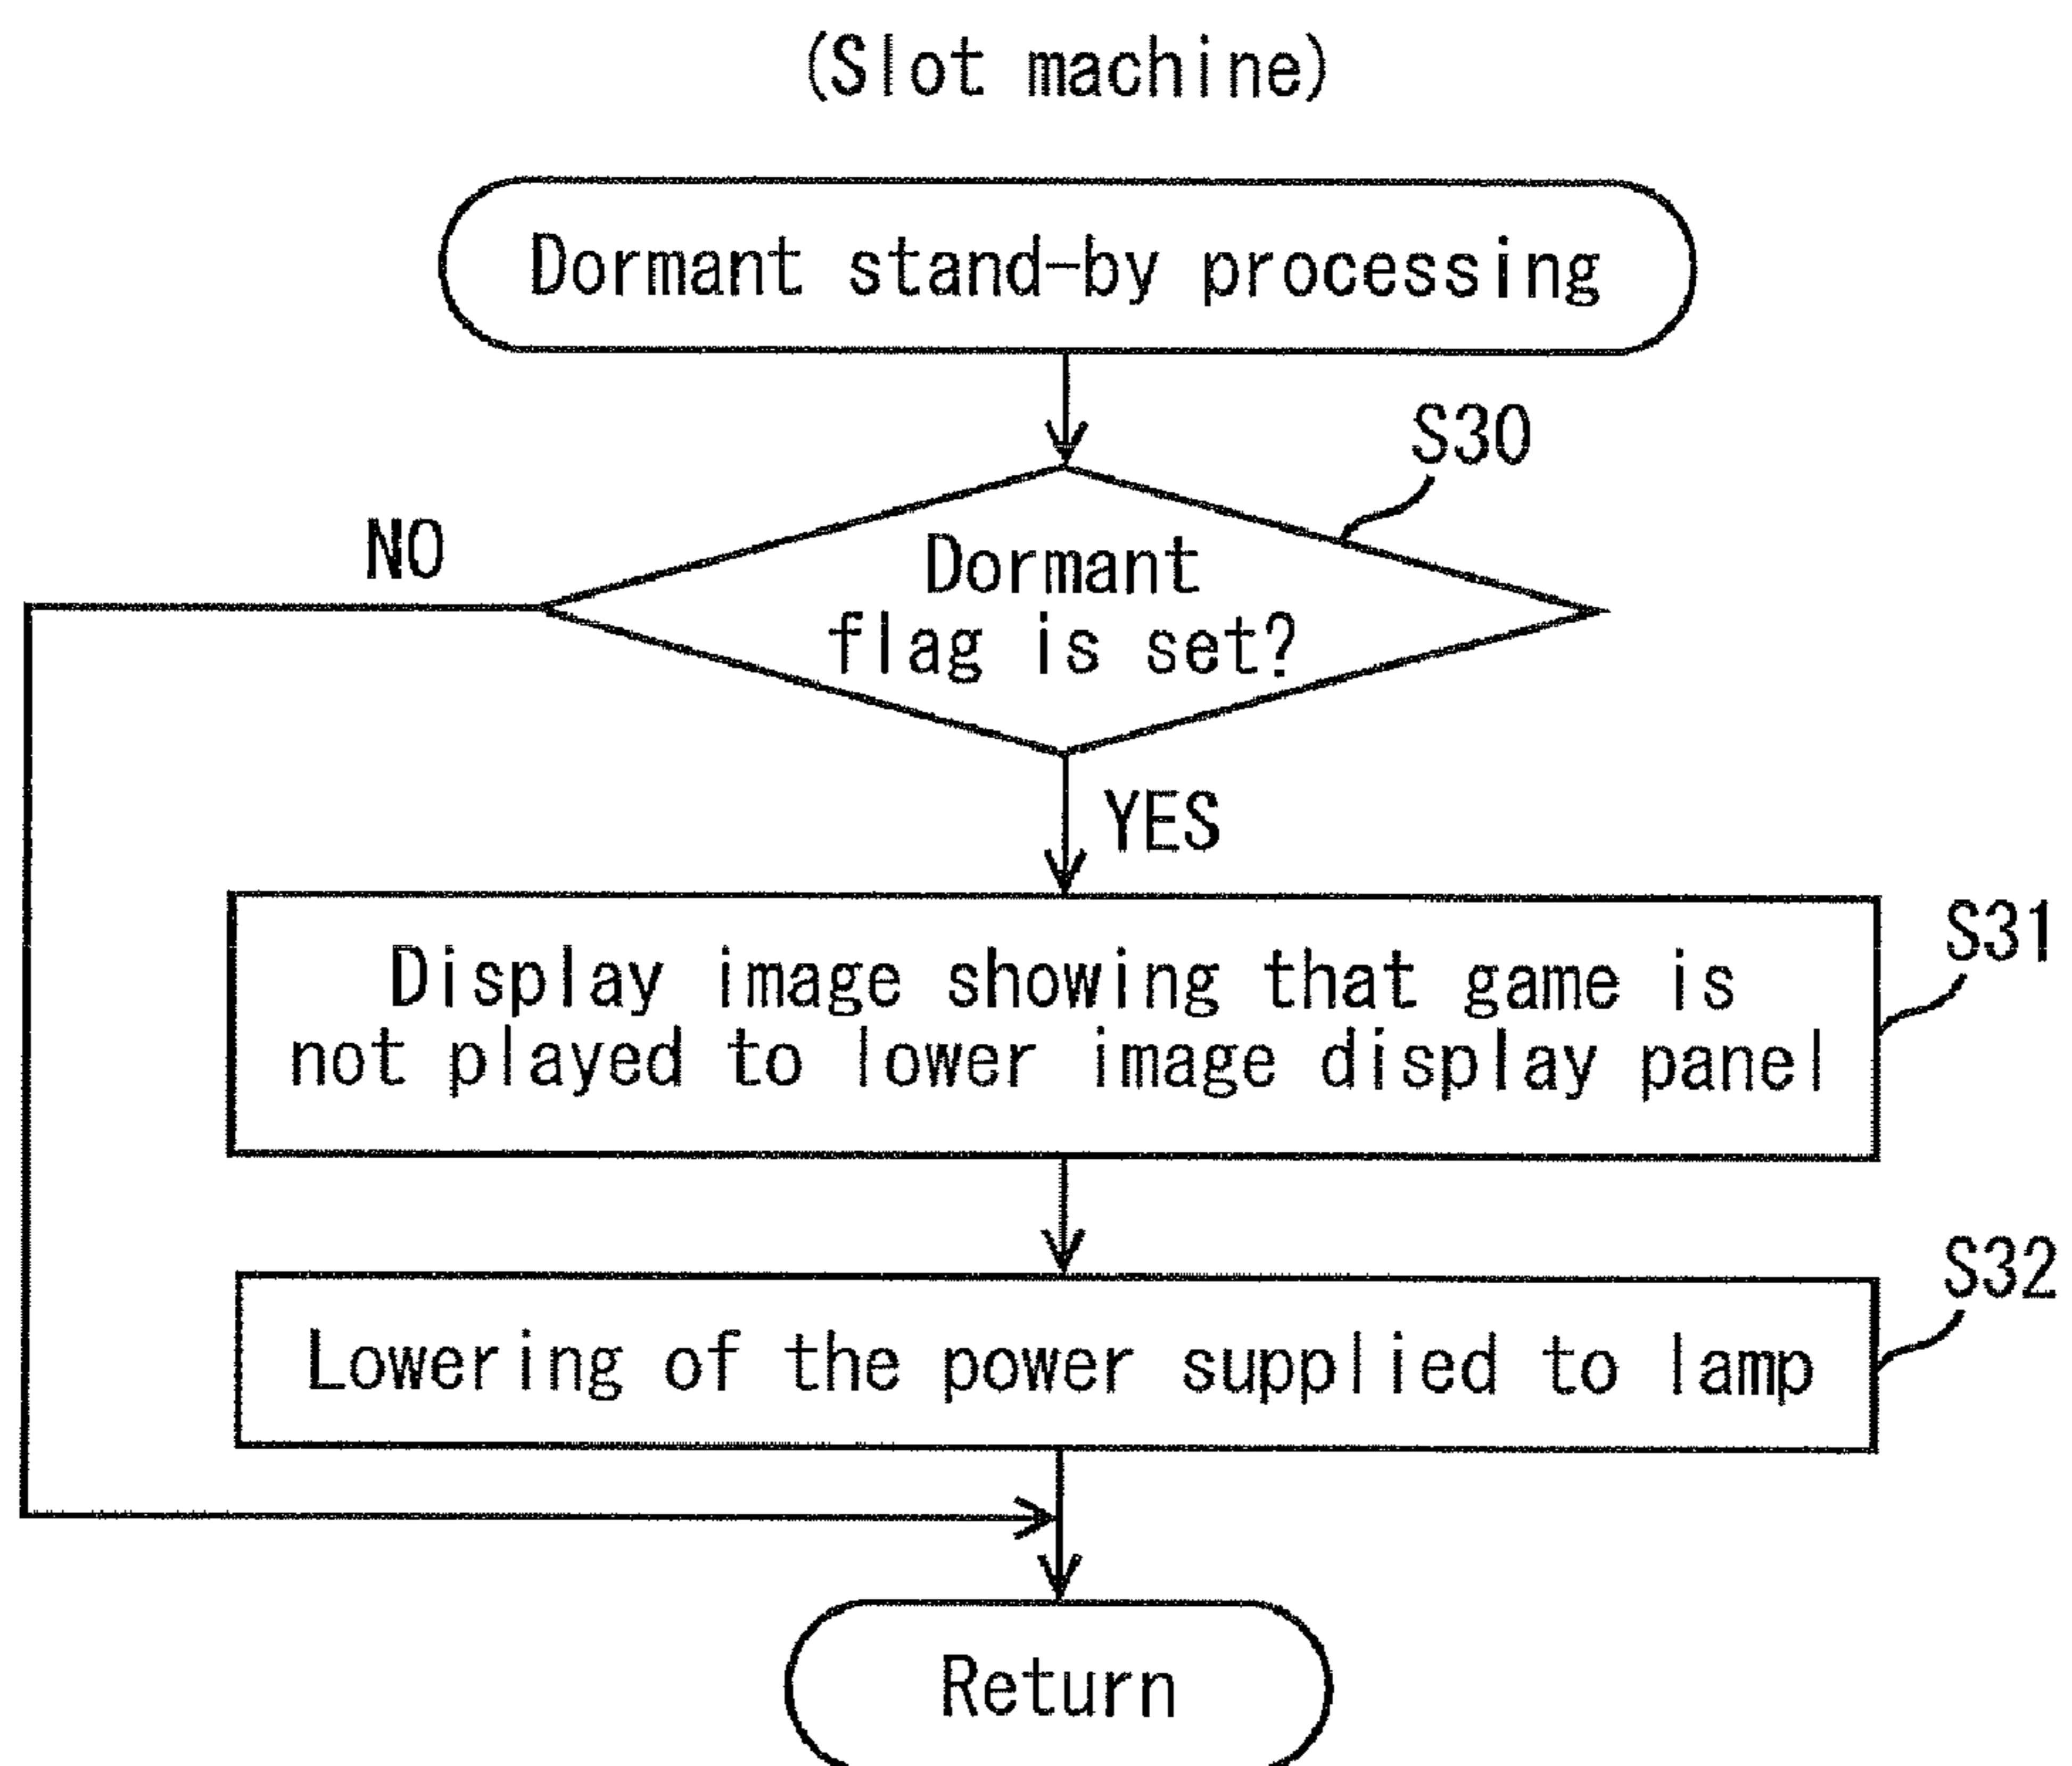 (Slot machine)
Dormant stand-by processing
S30
NO
Dormant
flag is set?
YES
S31
Display image showing that game is
not played to lower image display panel
S32
Lowering of the power supplied to lamp
Return